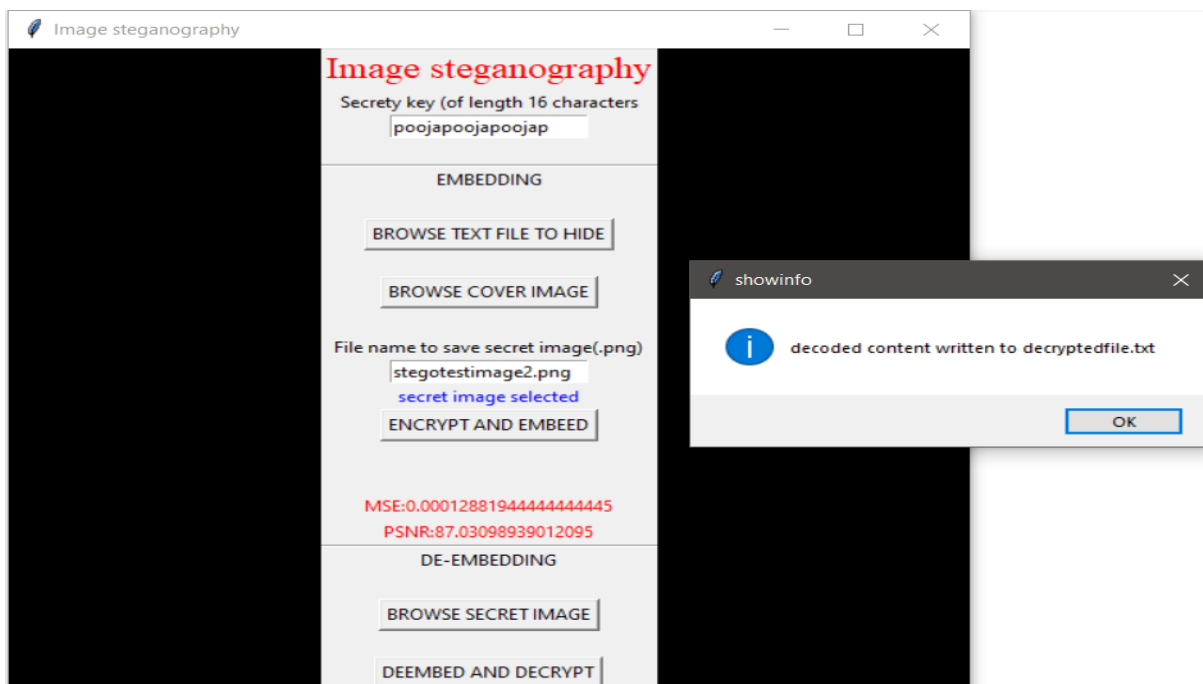 Image steganography
Image steganography
Secrety key (of length 16 characters
poojapoojapoojap
EMBEDDING
BROWSE TEXT FILE TO HIDE
BROWSE COVER IMAGE
File name to save secret image(.png)
stegotestimage2.png
secret image selected
ENCRYPT AND EMBEED
MSE:0.00012881944444444445
PSNR:87.03098939012095
DE-EMBEDDING
BROWSE SECRET IMAGE
DEEMBED AND DECRYPT
showinfo
decoded content written to decryptedfile.txt
OK